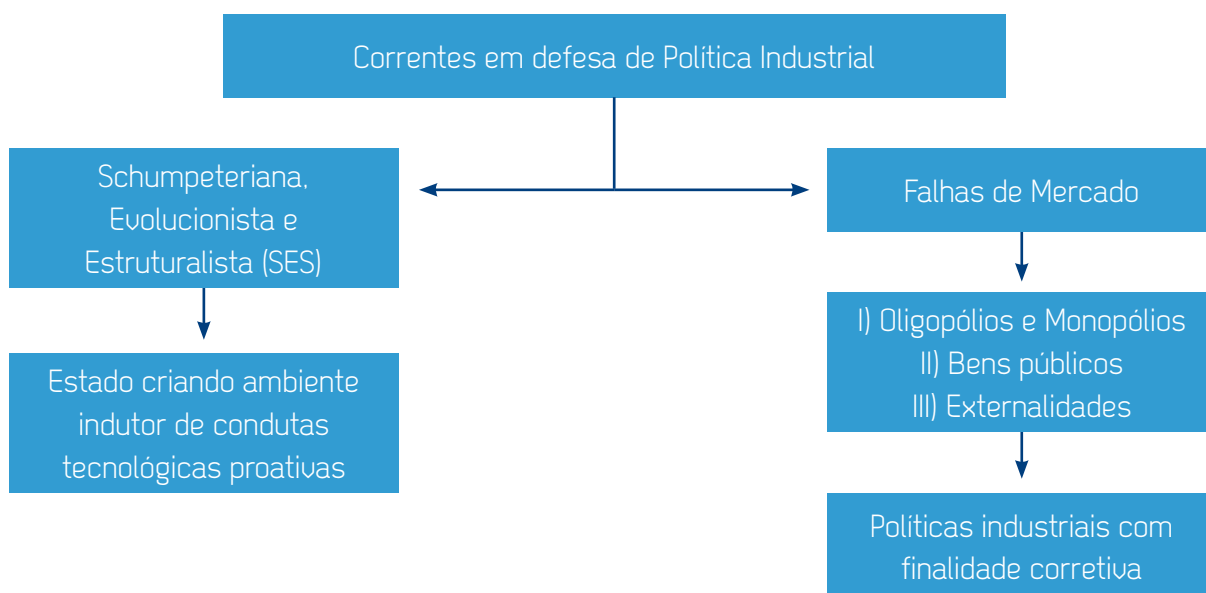 Correntes em defesa de Política Industrial
Schumpeteriana,
Evolucionista e
Estruturalista (SES)
Estado criando ambiente
indutor de condutas
tecnológicas proativas
Falhas de Mercado
I) Oligopólios e Monopólios
II) Bens públicos
III) Externalidades
Políticas industriais com
finalidade corretiva